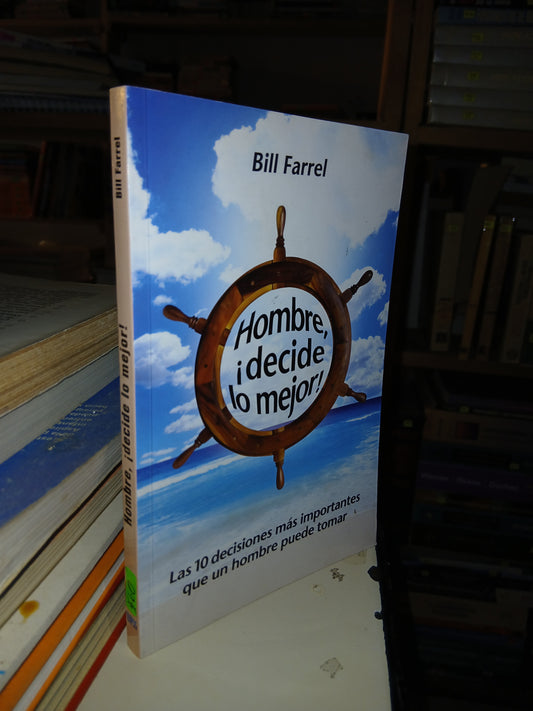 Bill Farrel
Hombre,
¡decide
lo mejor!
Las 10 decisiones más importantes
que un hombre puede tomar
Bill Farrel
Hombre, ¡decide lo mejor!